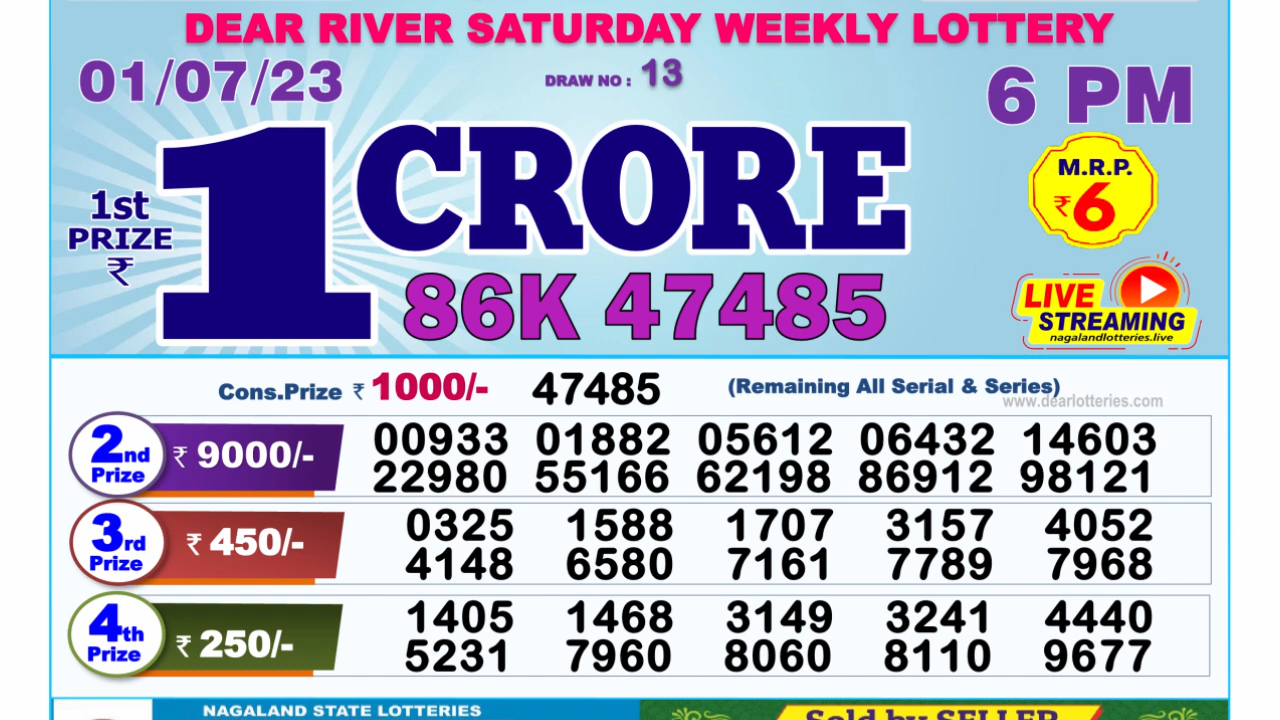 DEAR RIVER SATURDAY WEEKLY LOTTERY
01/07/23
DRAW NO : 13
6 PM
M.R.P.
₹6
1st
PRIZE
₹
1 CRORE
86K 47485
LIVE
STREAMING
nagalandlotteries.live
Cons.Prize ₹ 1000/- 47485 (Remaining All Serial & Series)
www.dearlotteries.com
2nd
Prize
₹ 9000/-
00933 01882 05612 06432 14603
22980 55166 62198 86912 98121
3rd
Prize
₹ 450/-
0325 1588 1707 3157 4052
4148 6580 7161 7789 7968
4th
Prize
₹ 250/-
1405 1468 3149 3241 4440
5231 7960 8060 8110 9677
NAGALAND STATE LOTTERIES
Sold by SELLER